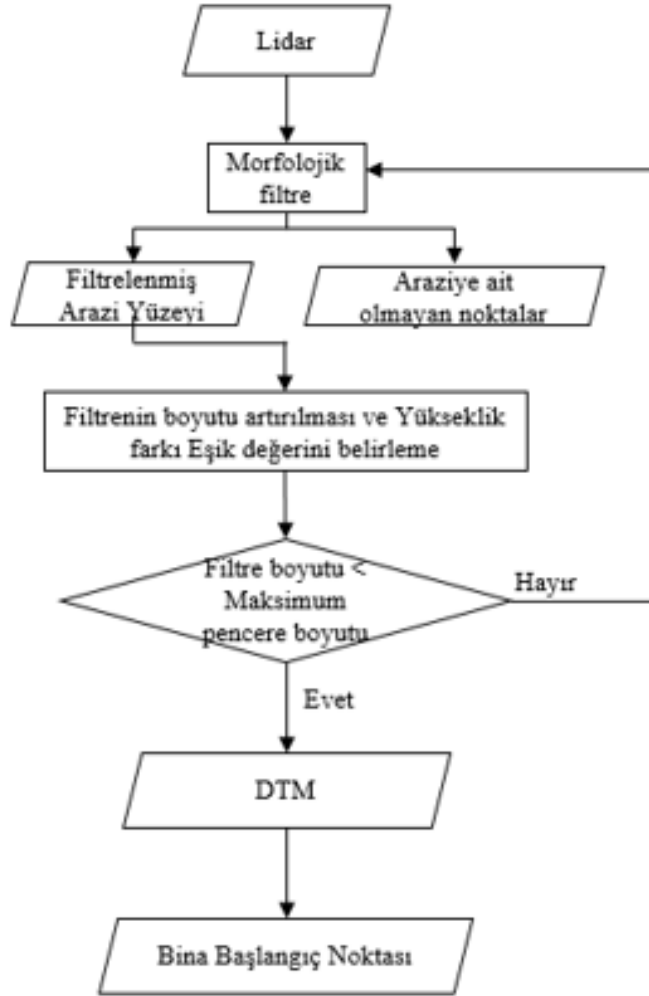 Lidar
Morfolojik
filtre
Filtrelenmiş
Arazi Yüzeyi
Araziye ait
olmayan noktalar
Filtrenin boyutu artırılması ve Yükseklik
farkı Eşik değerini belirleme
Filtre boyutu <
Maksimum
pencere boyutu
Hayır
Evet
DTM
Bina Başlangıç Noktası